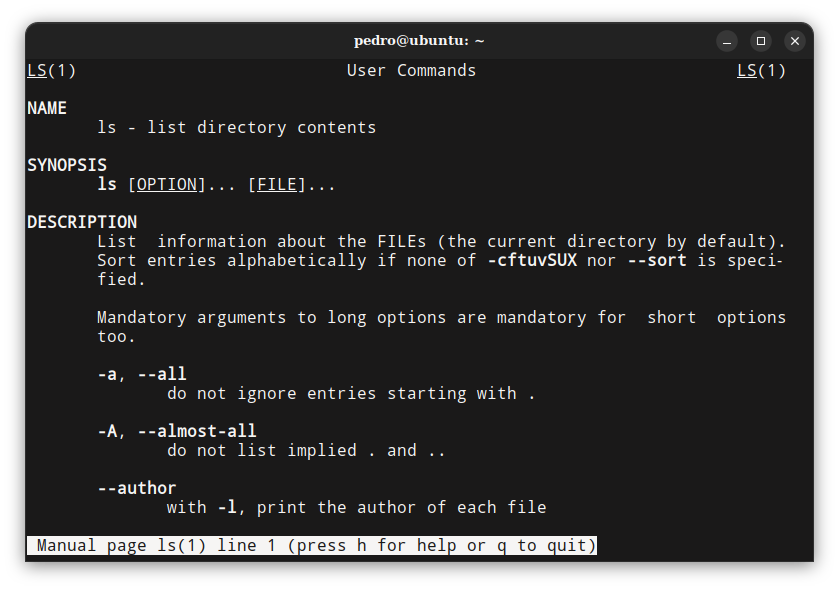 pedro@ubuntu: ~
LS(1) User Commands LS(1)
NAME
ls - list directory contents
SYNOPSIS
ls [OPTION]... [FILE]...
DESCRIPTION
List  information about the FILEs (the current directory by default).
Sort entries alphabetically if none of -cftuvSUX nor --sort is speci-
fied.
Mandatory arguments to long options are mandatory for  short  options
too.
-a, --all
do not ignore entries starting with .
-A, --almost-all
do not list implied . and ..
--author
with -l, print the author of each file
Manual page ls(1) line 1 (press h for help or q to quit)